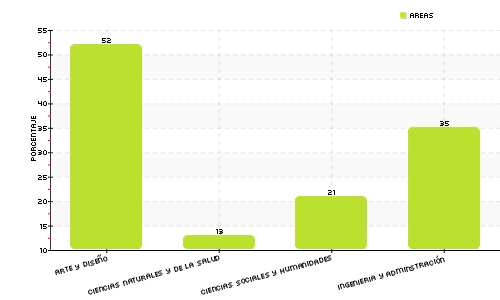 AREAS
PORCENTAJE
55
50
45
40
35
30
25
20
15
10
52
13
21
35
ARTE Y DISEÑO
CIENCIAS NATURALES Y DE LA SALUD
CIENCIAS SOCIALES Y HUMANIDADES
INGENIERIA Y ADMINSTRACIÓN